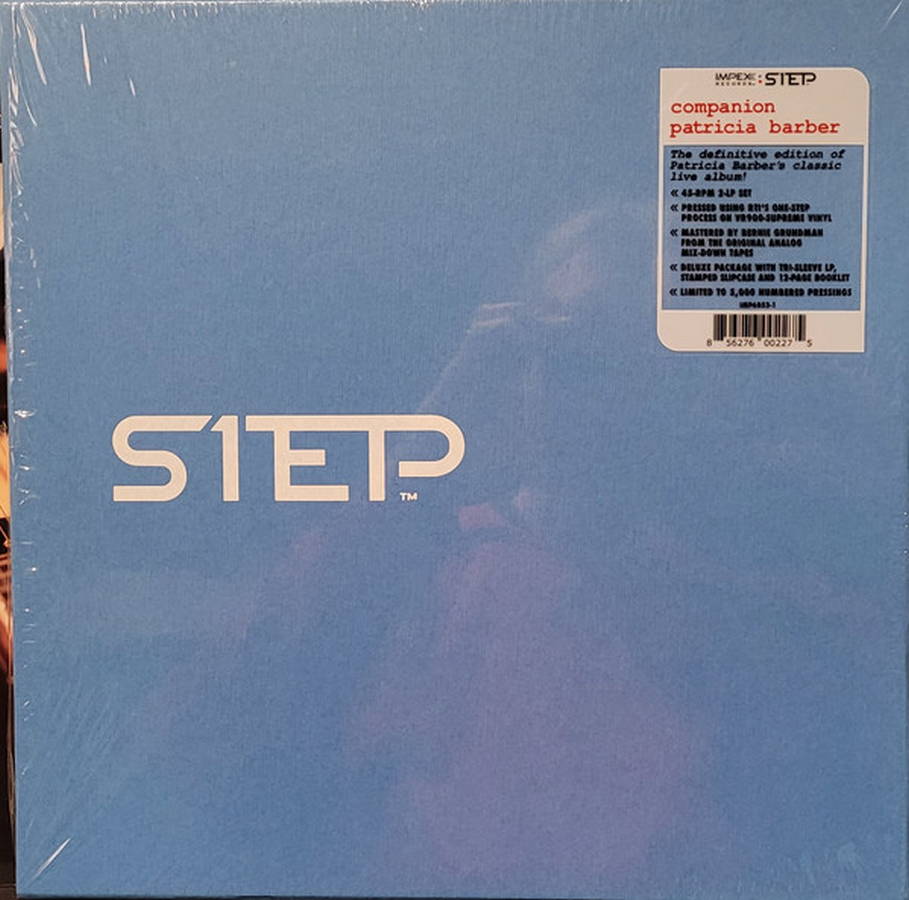 IMPEX RECORDS : S1EP
companion
patricia barber
The definitive edition of
Patricia Barber's classic
live album!
« 45-RPM 2-LP SET
« PRESSED USING RTI'S ONE-STEP
PROCESS ON VR900-SUPREME VINYL
« MASTERED BY BERNIE GRUNDMAN
FROM THE ORIGINAL ANALOG
MIX-DOWN TAPES
« DELUXE PACKAGE WITH TRI-SLEEVE LP,
STAMPED SLIPCASE AND 12-PAGE BOOKLET
« LIMITED TO 5,000 NUMBERED PRESSINGS
8 56276 00227 5
S1EP™